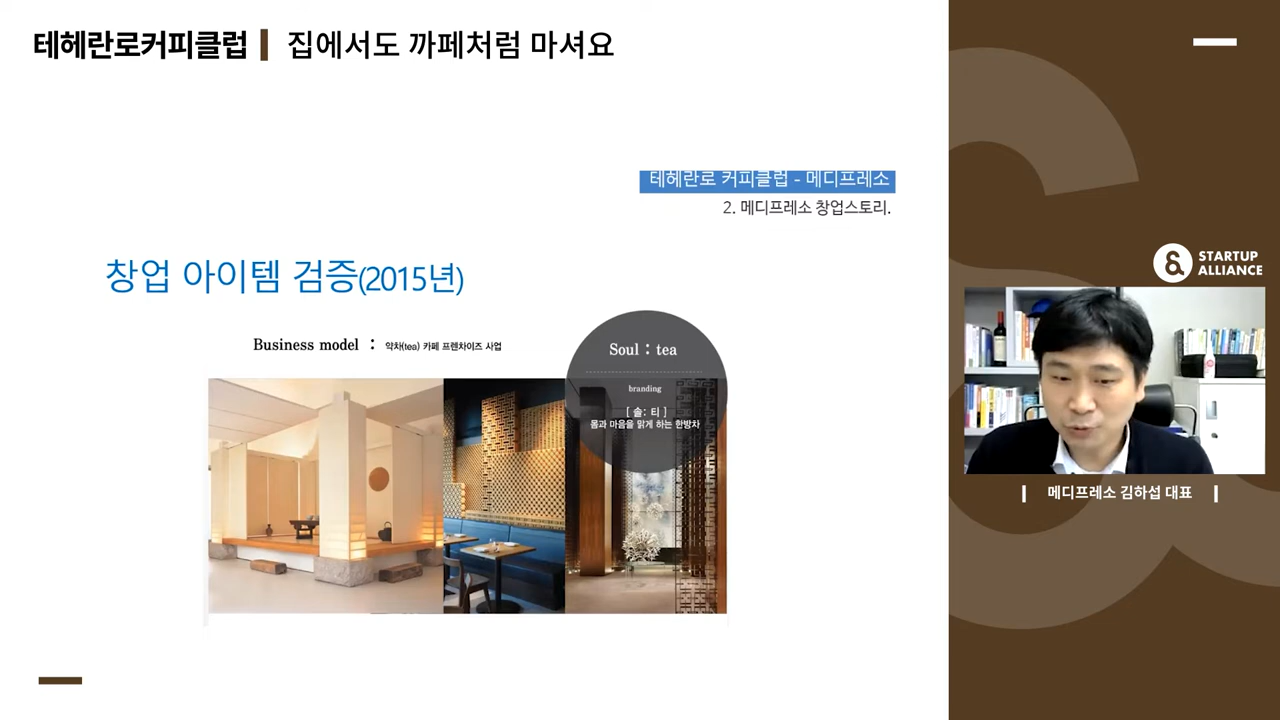 테헤란로커피클럽 | 집에서도 까페처럼 마셔요
테헤란로 커피클럽 - 메디프레소
2. 메디프레소 창업스토리.
창업 아이템 검증(2015년)
Business model : 약차(tea) 카페 프렌차이즈 사업
Soul : tea
branding
[ 솔: 티 ]
몸과 마음을 맑게 하는 한방차
& STARTUP
ALLIANCE
| 메디프레소 김하섭 대표 |